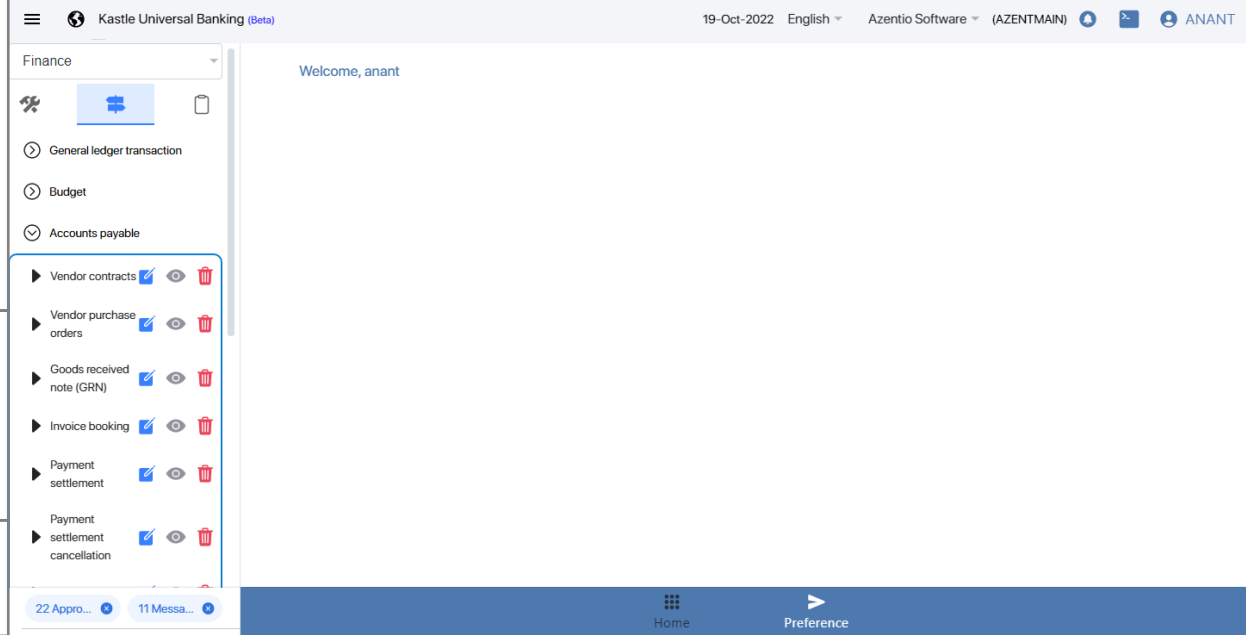 Kastle Universal Banking (Beta)
19-Oct-2022 English Azentio Software (AZENTMAIN) ANANT
Finance
Welcome, anant
General ledger transaction
Budget
Accounts payable
Vendor contracts
Vendor purchase
orders
Goods received
note (GRN)
Invoice booking
Payment
settlement
Payment
settlement
cancellation
22 Appro...
11 Messa...
Home
Preference